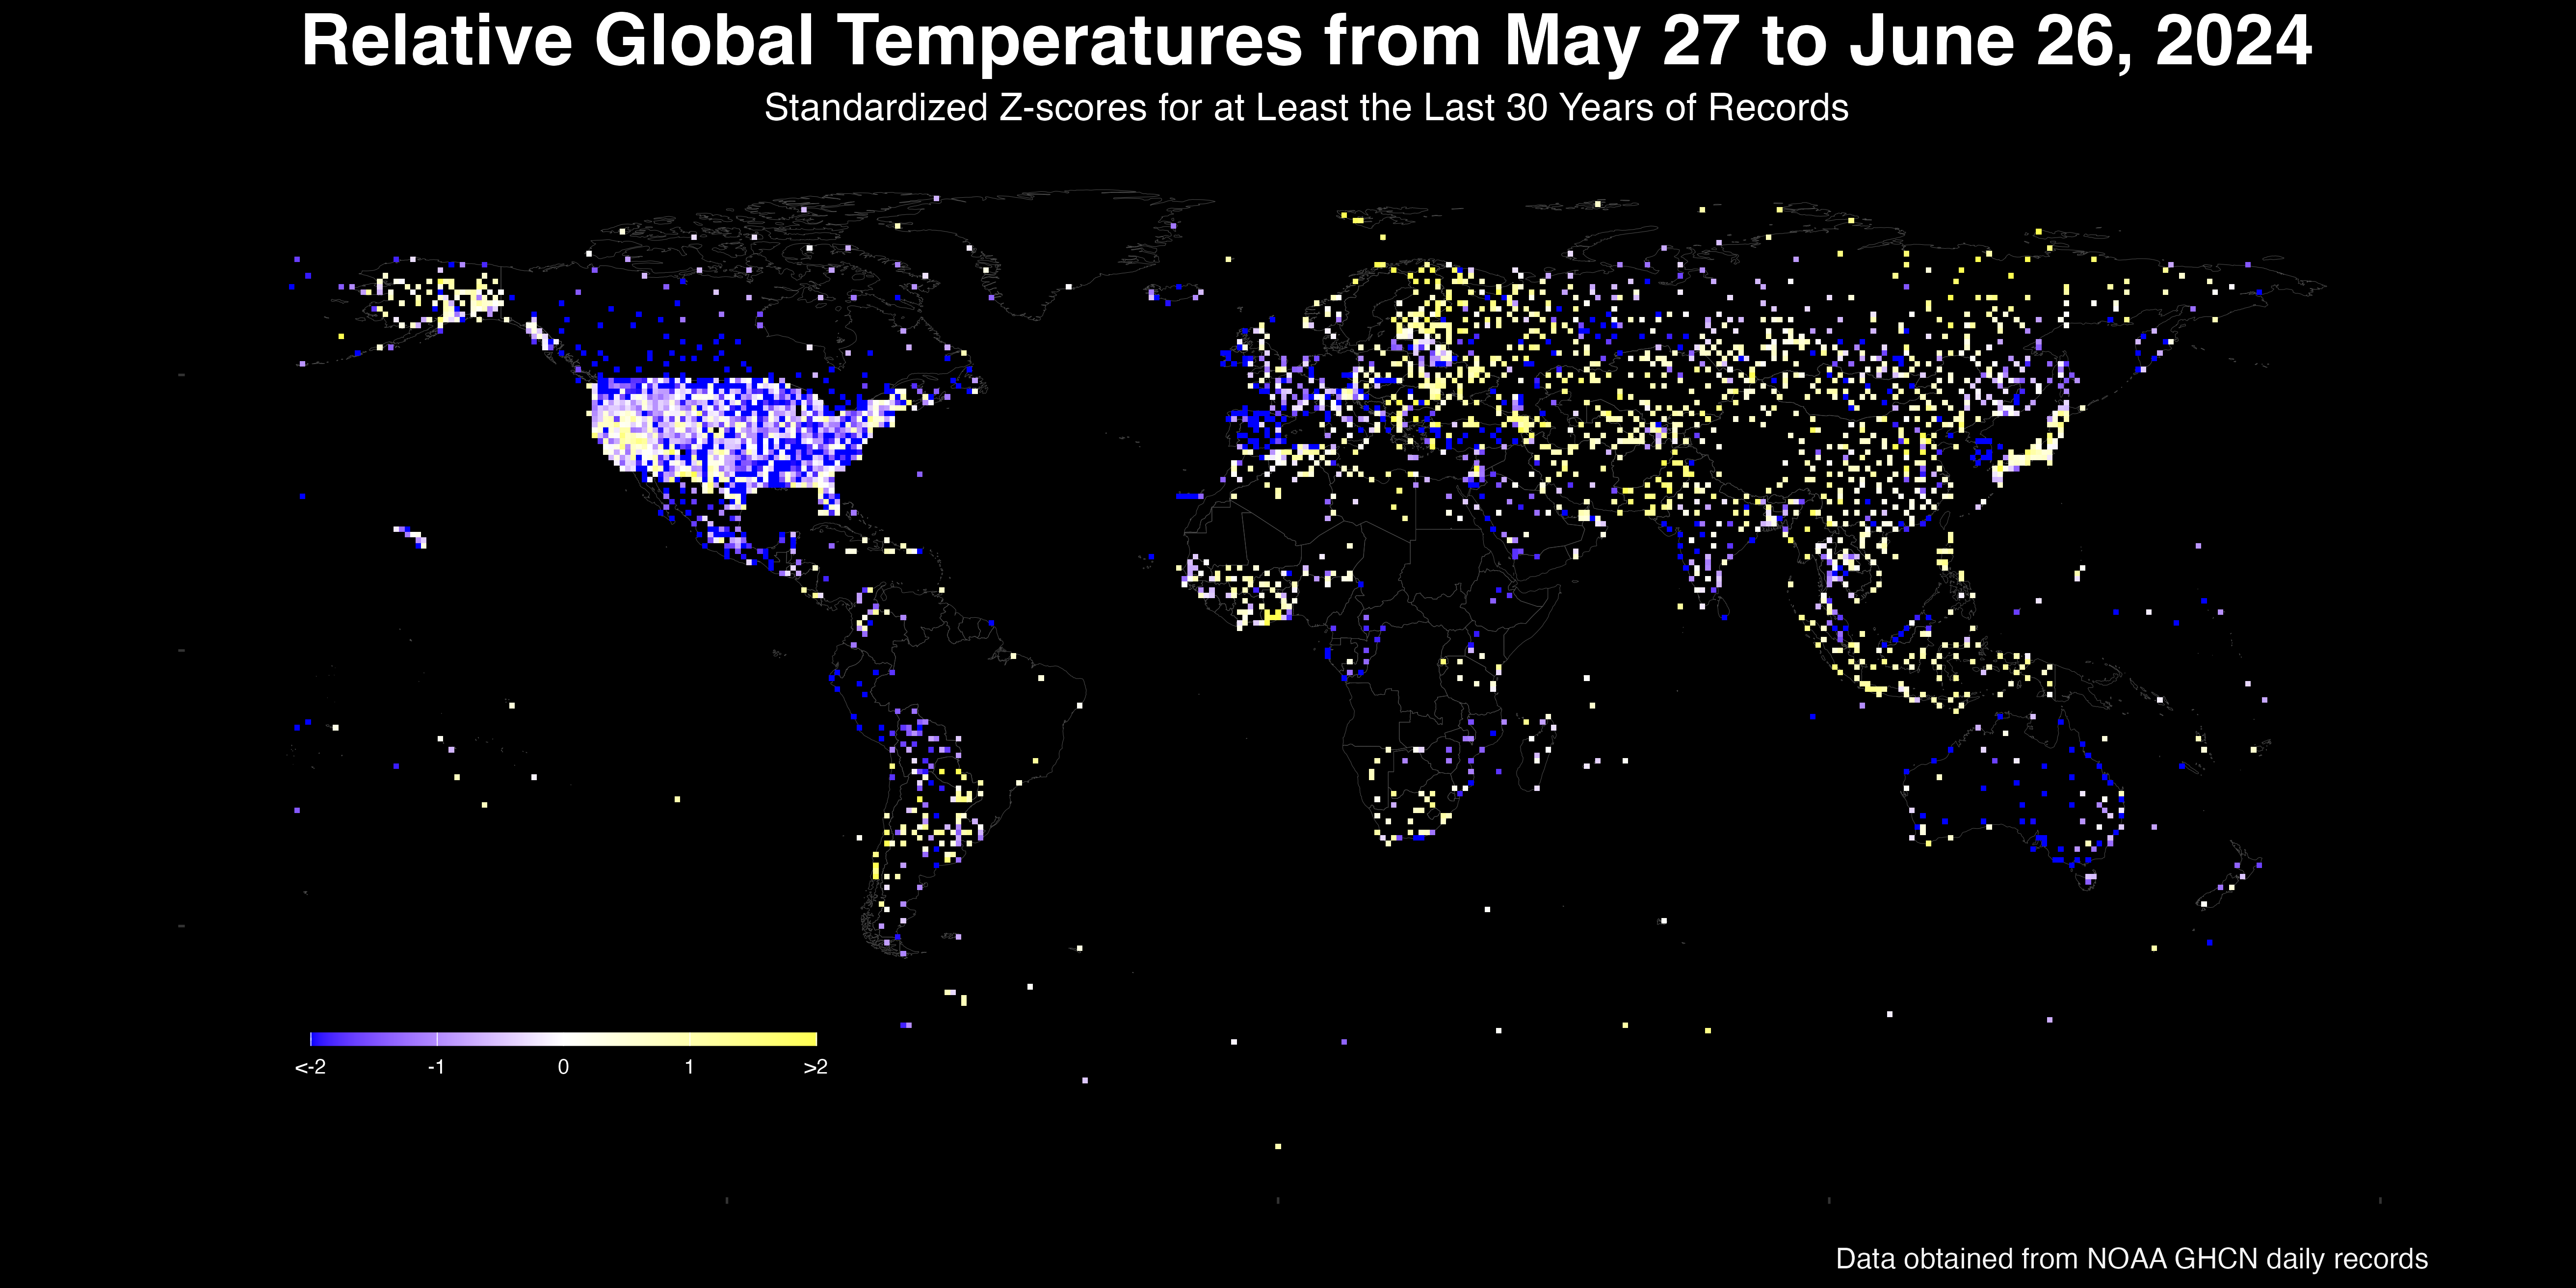 Relative Global Temperatures from May 27 to June 26, 2024
Standardized Z-scores for at Least the Last 30 Years of Records
<-2 -1 0 1 >2
Data obtained from NOAA GHCN daily records